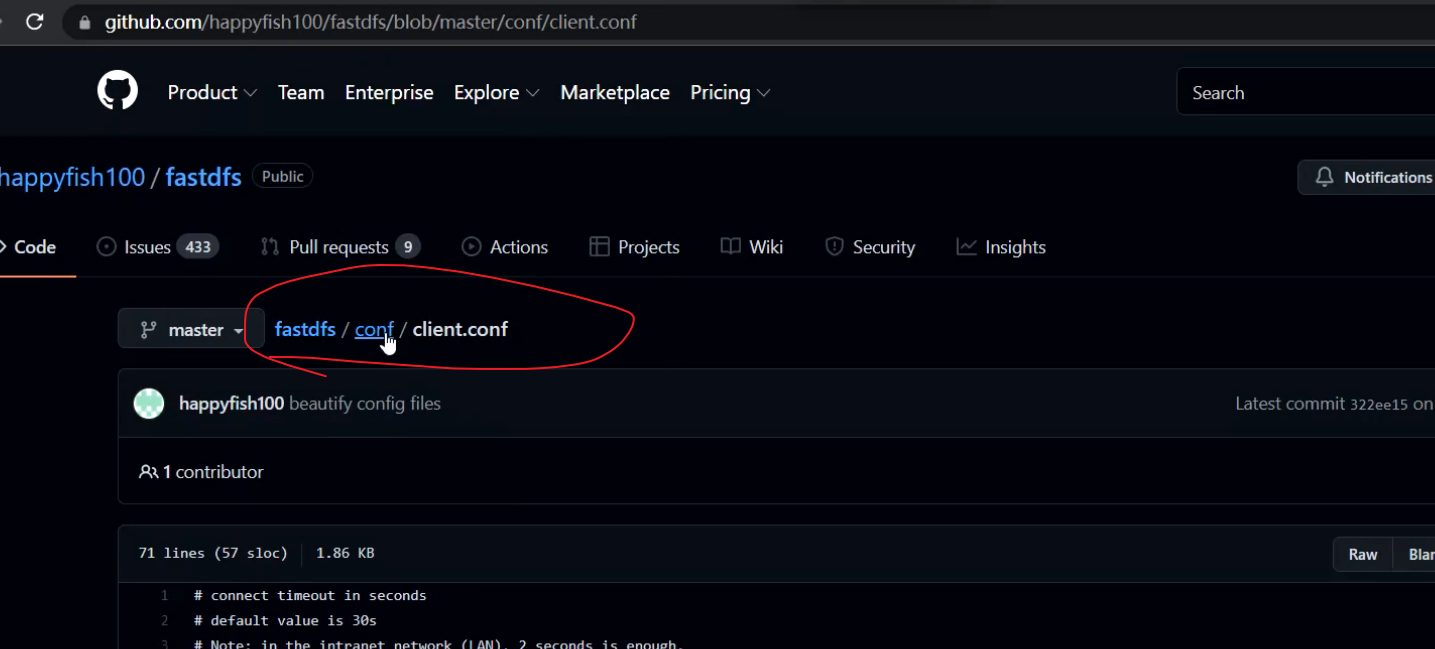 github.com/happyfish100/fastdfs/blob/master/conf/client.conf
Product Team Enterprise Explore Marketplace Pricing Search
happyfish100 / fastdfs Public Notifications
Code Issues 433 Pull requests 9 Actions Projects Wiki Security Insights
master fastdfs / conf / client.conf
happyfish100 beautify config files Latest commit 322ee15 on
1 contributor
71 lines (57 sloc) 1.86 KB Raw
1 # connect timeout in seconds
2 # default value is 30s
3 # Note: in the intranet network (LAN), 2 seconds is enough.